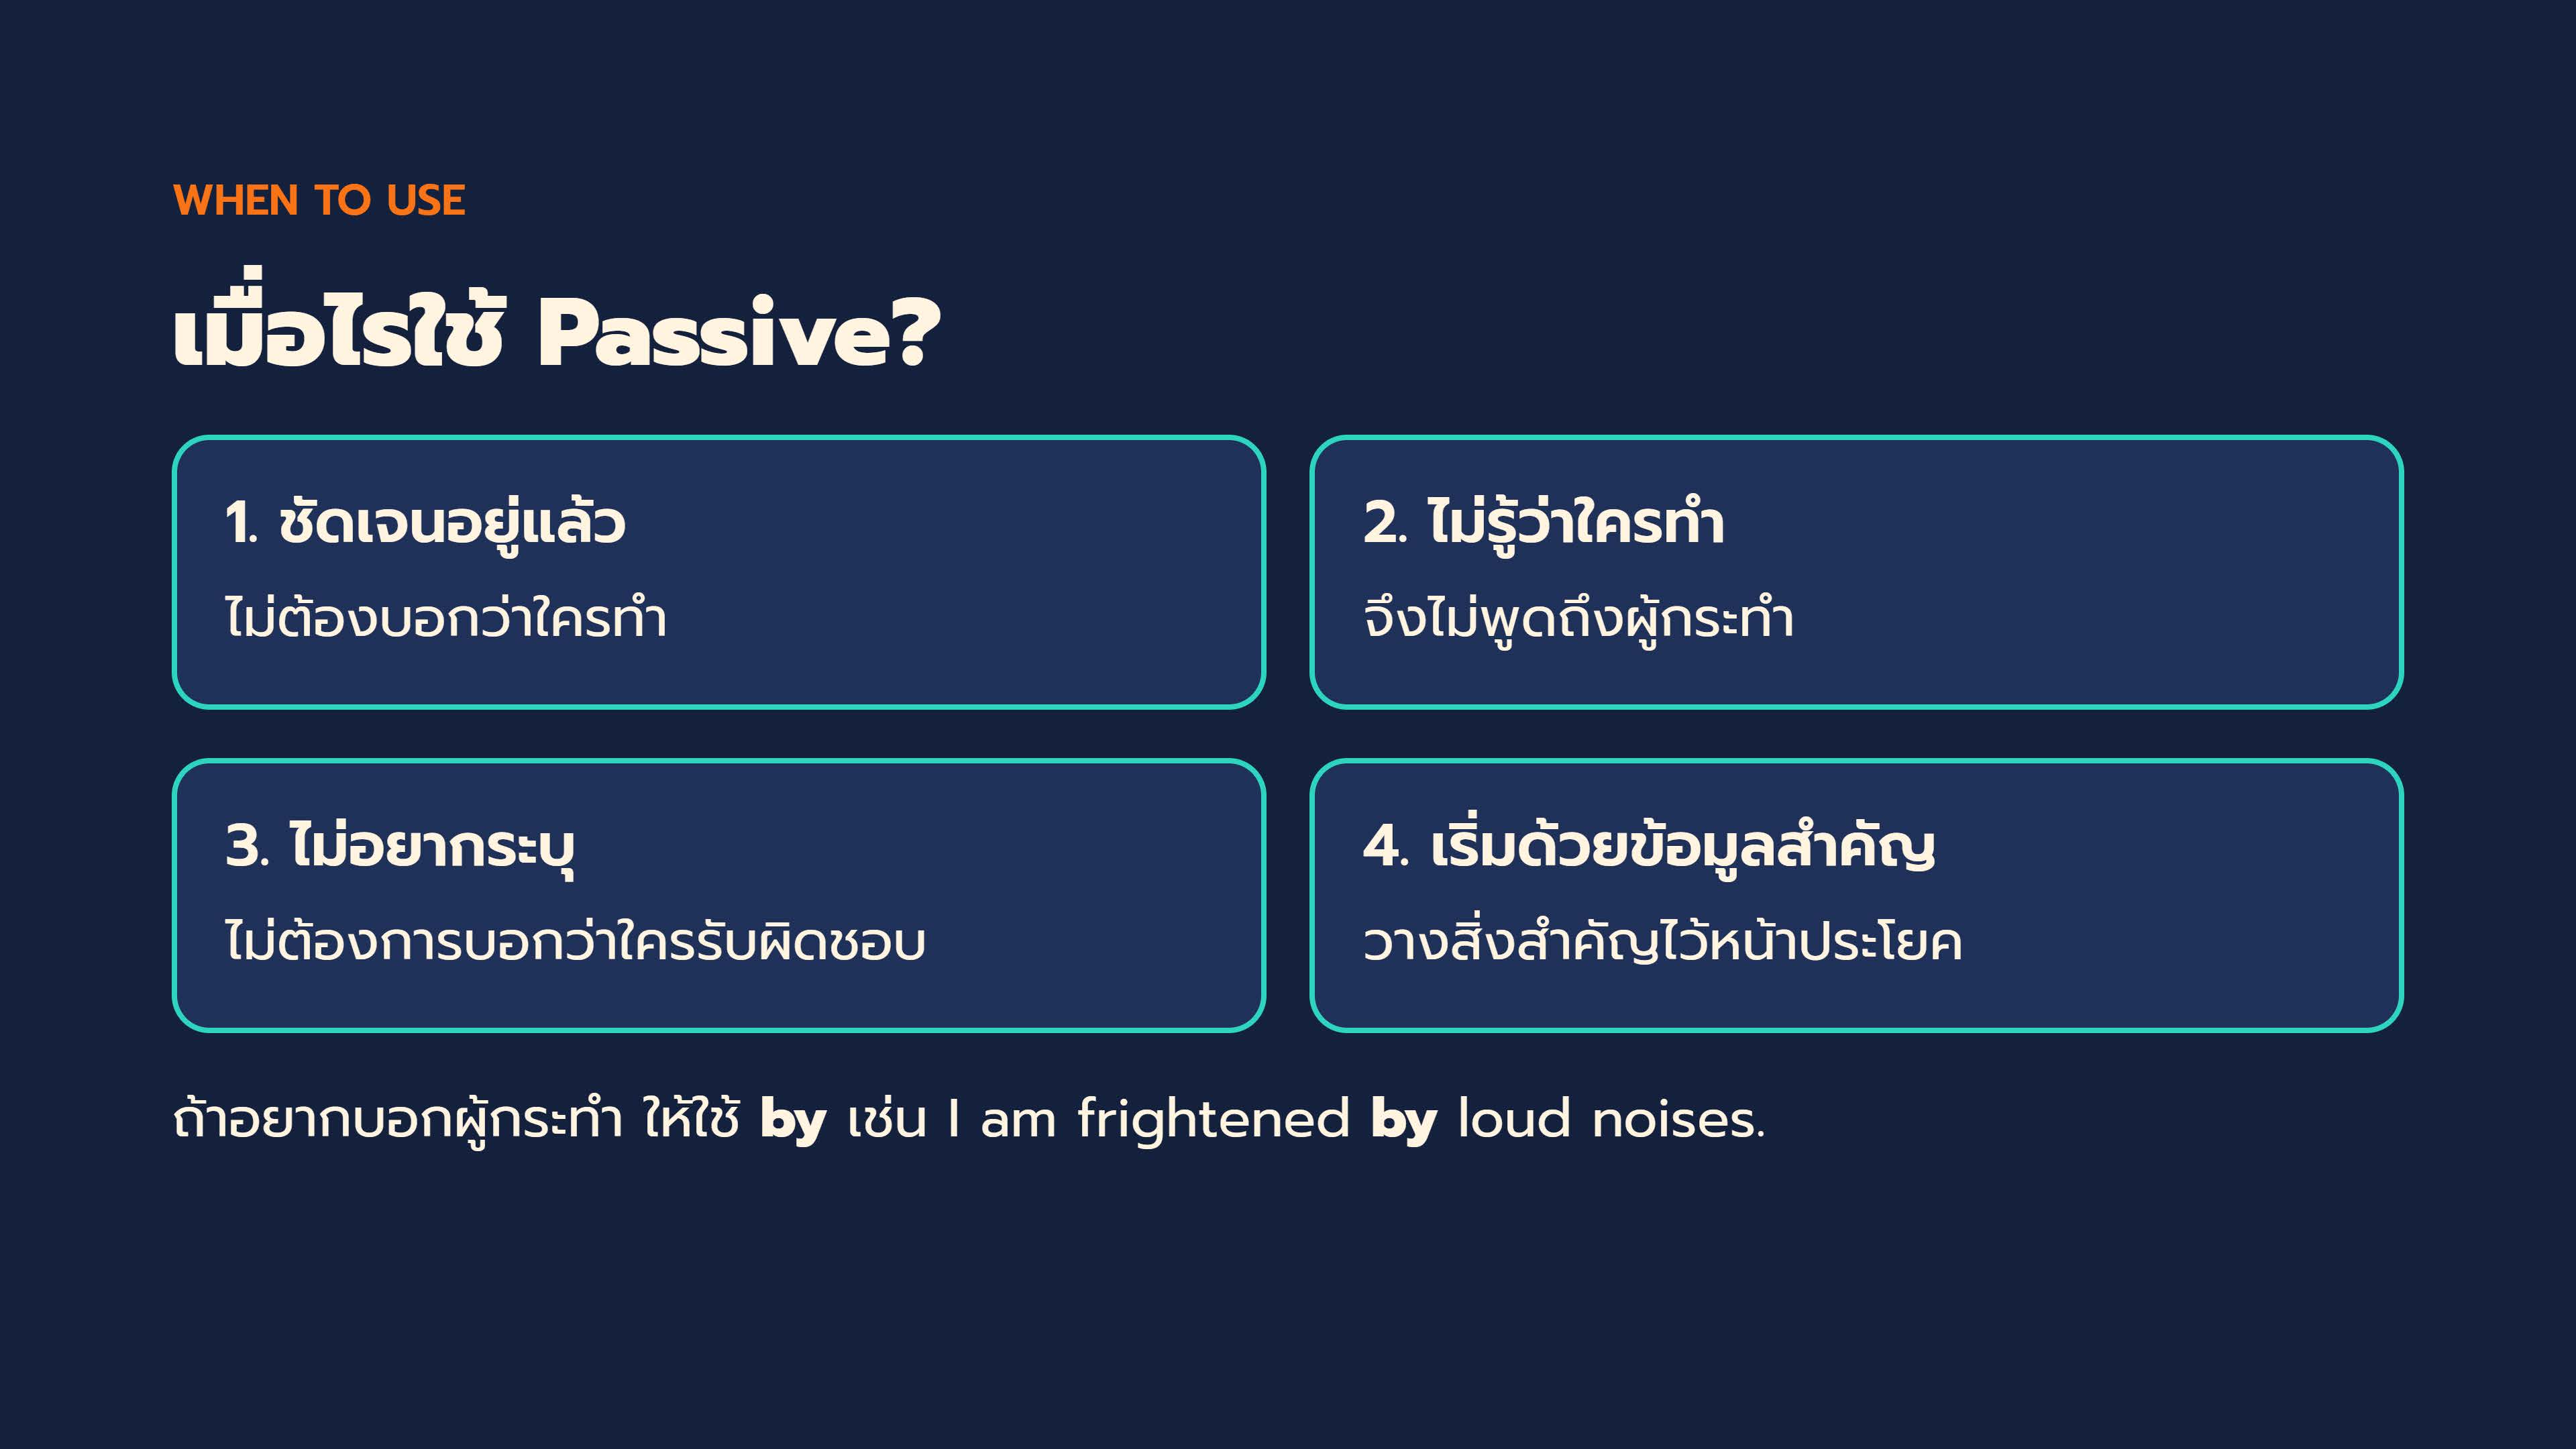 WHEN TO USE
เมื่อไรใช้ Passive?
1. ชัดเจนอยู่แล้ว
ไม่ต้องบอกว่าใครทำ
2. ไม่รู้ว่าใครทำ
จึงไม่พูดถึงผู้กระทำ
3. ไม่อยากระบุ
ไม่ต้องการบอกว่าใครรับผิดชอบ
4. เริ่มด้วยข้อมูลสำคัญ
วางสิ่งสำคัญไว้หน้าประโยค
ถ้าอยากบอกผู้กระทำ ให้ใช้ by เช่น I am frightened by loud noises.